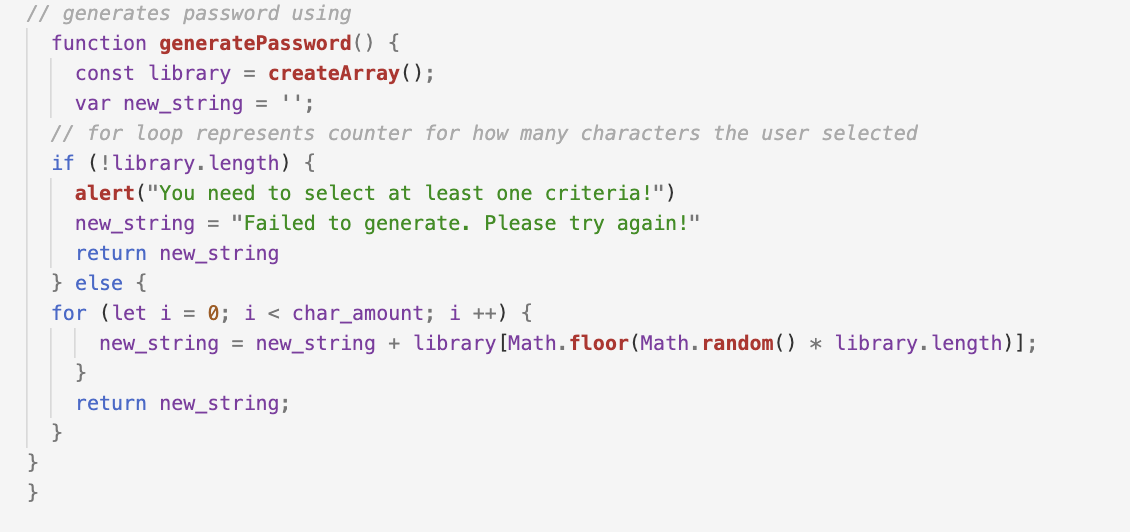 // generates password using
function generatePassword() {
const library = createArray();
var new_string = '';
// for loop represents counter for how many characters the user selected
if (!library.length) {
alert("You need to select at least one criteria!")
new_string = "Failed to generate. Please try again!"
return new_string
} else {
for (let i = 0; i < char_amount; i ++) {
new_string = new_string + library[Math.floor(Math.random() * library.length)];
}
return new_string;
}
}
}